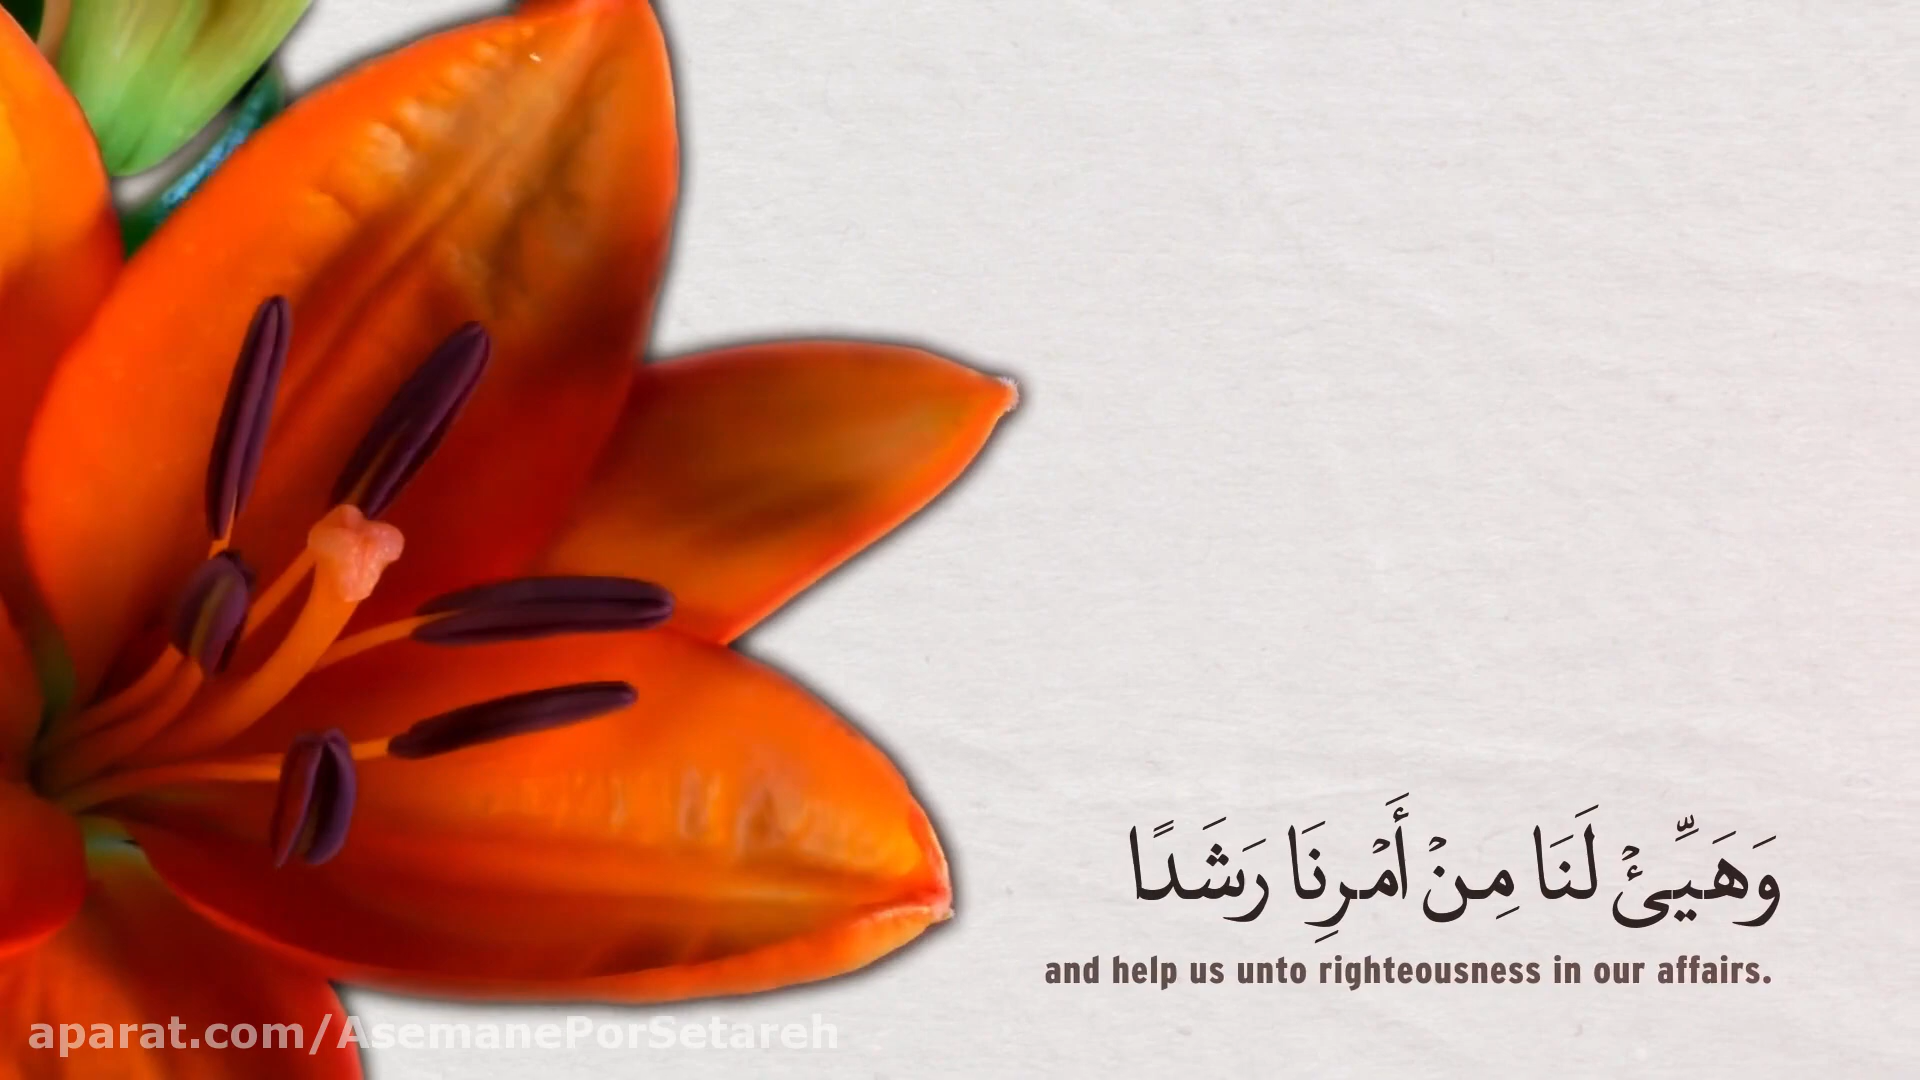 وَهَيِّئْ لَنَا مِنْ أَمْرِنَا رَشَدًا
and help us unto righteousness in our affairs.
aparat.com/AsemanePorSetareh